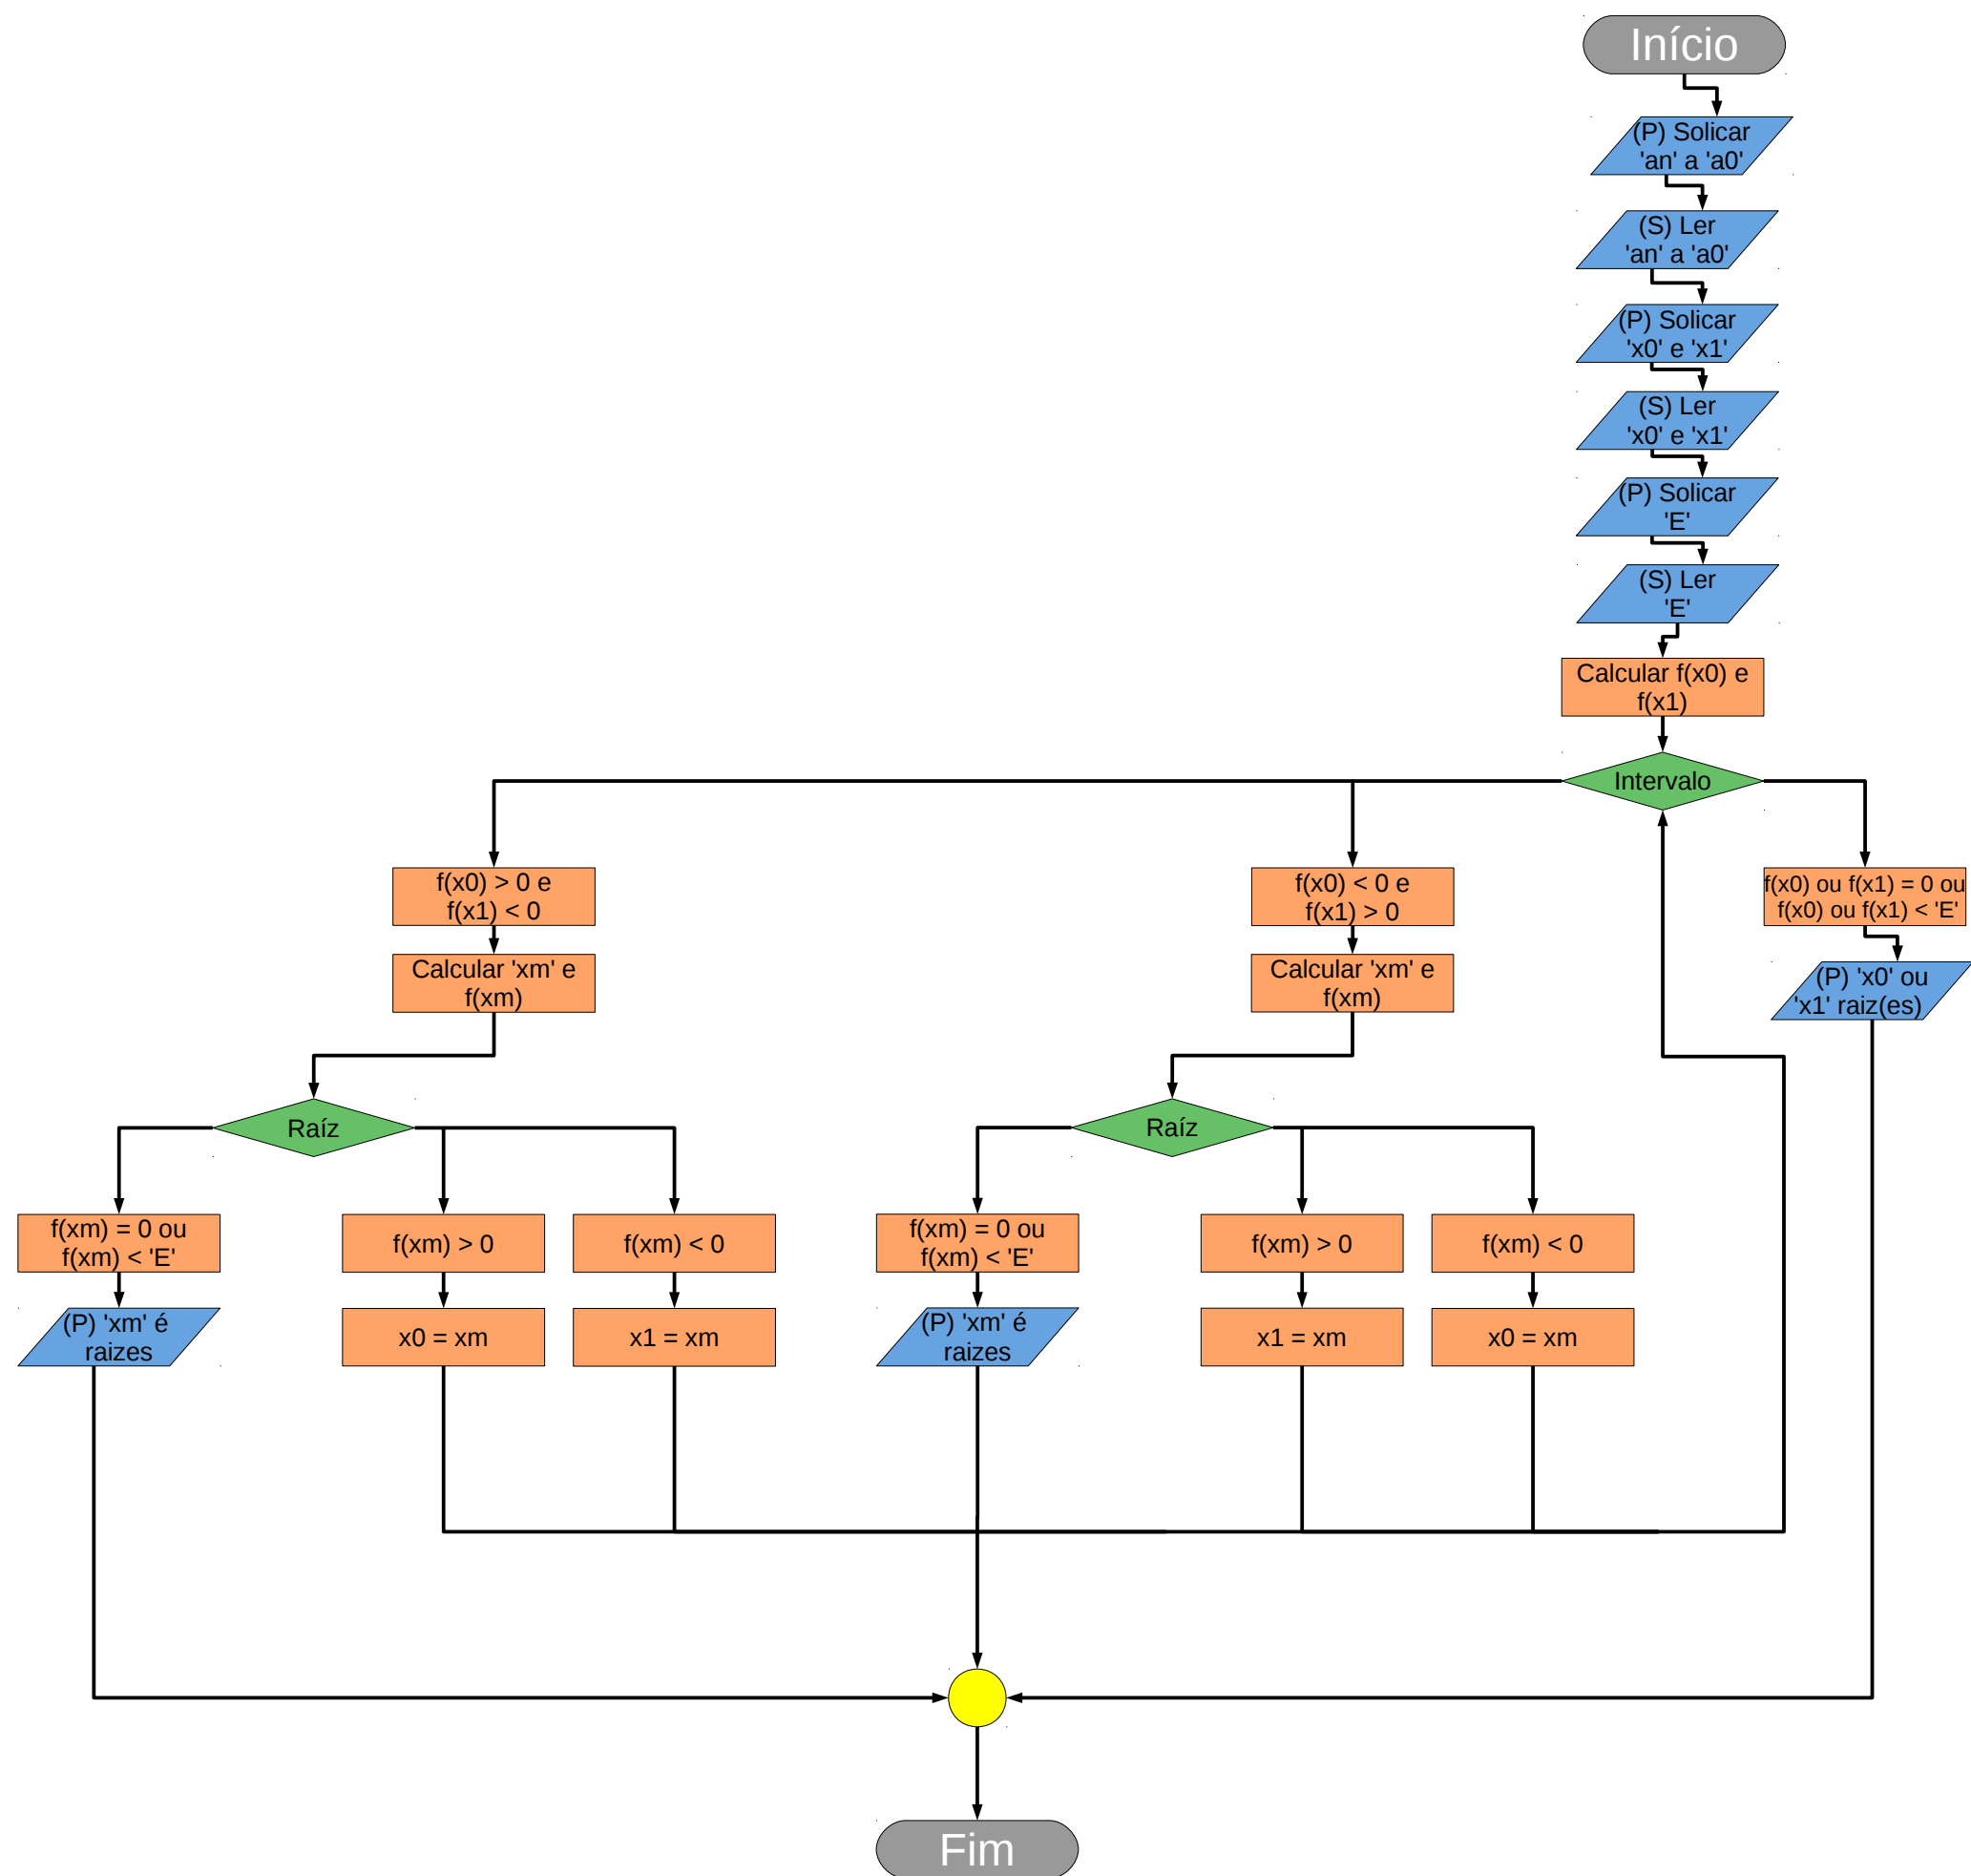 Início
(P) Solicar
'an' a 'a0'
(S) Ler
'an' a 'a0'
(P) Solicar
'x0' e 'x1'
(S) Ler
'x0' e 'x1'
(P) Solicar
'E'
(S) Ler
'E'
Calcular f(x0) e
f(x1)
Intervalo
f(x0) > 0 e
f(x1) < 0
f(x0) < 0 e
f(x1) > 0
f(x0) ou f(x1) = 0 ou
f(x0) ou f(x1) < 'E'
Calcular 'xm' e
f(xm)
Calcular 'xm' e
f(xm)
(P) 'x0' ou
'x1' raiz(es)
Raíz
Raíz
f(xm) = 0 ou
f(xm) < 'E'
f(xm) > 0
f(xm) < 0
f(xm) = 0 ou
f(xm) < 'E'
f(xm) > 0
f(xm) < 0
(P) 'xm' é
raizes
x0 = xm
x1 = xm
(P) 'xm' é
raizes
x1 = xm
x0 = xm
Fim